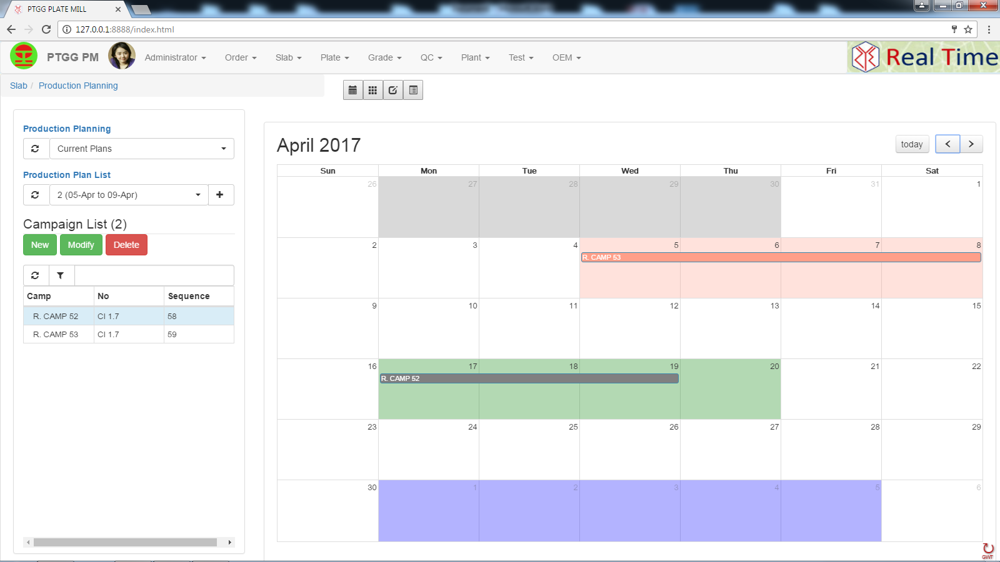 PTGG PLATE MILL
127.0.0.1:8888/index.html
PTGG PM
Administrator
Order
Slab
Plate
Grade
QC
Plant
Test
OEM
Real Time
Slab / Production Planning
Production Planning
Current Plans
Production Plan List
2 (05-Apr to 09-Apr)
Campaign List (2)
New Modify Delete
Camp No Sequence
R. CAMP 52 CI 1.7 58
R. CAMP 53 CI 1.7 59
April 2017
today
Sun Mon Tue Wed Thu Fri Sat
26 27 28 29 30 31 1
2 3 4 5 6 7 8
R. CAMP 53
9 10 11 12 13 14 15
16 17 18 19 20 21 22
R. CAMP 52
23 24 25 26 27 28 29
30 1 2 3 4 5 6
GWT